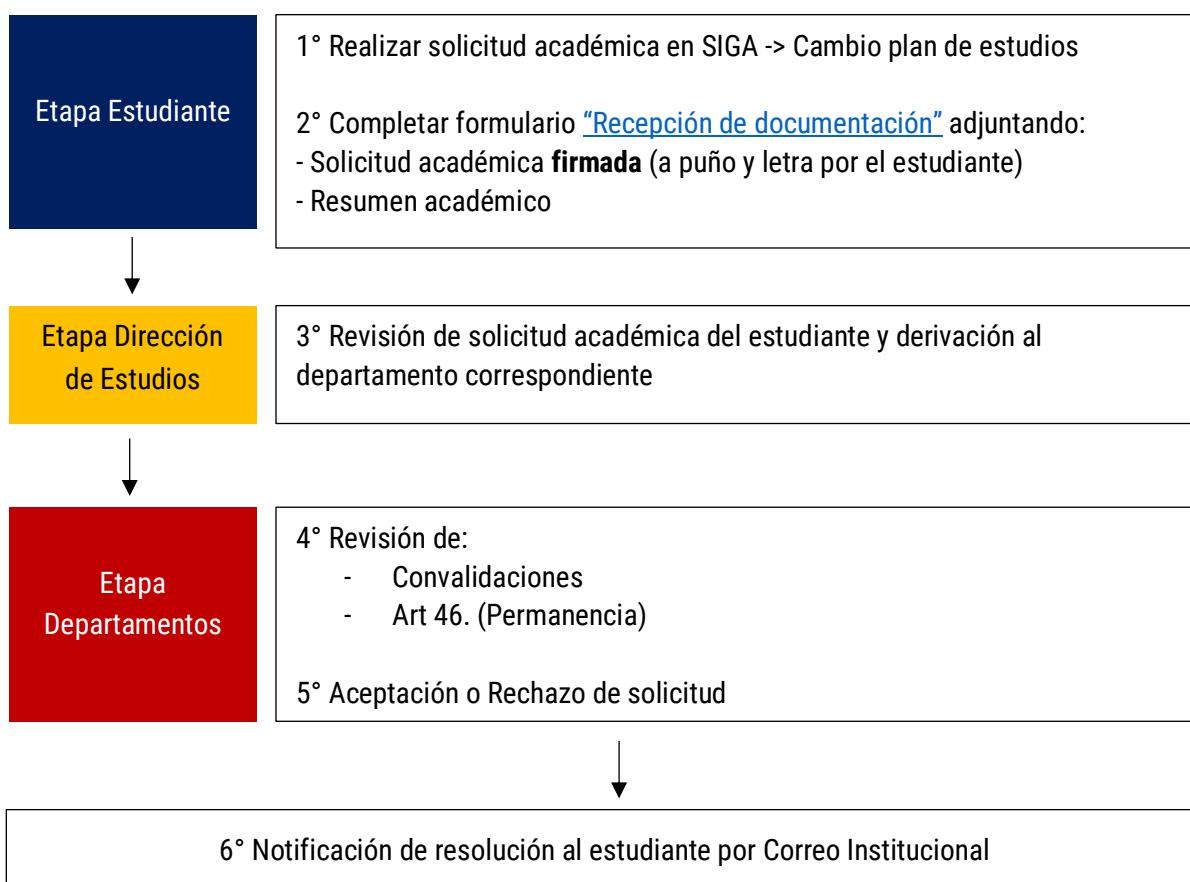 Etapa Estudiante
1° Realizar solicitud académica en SIGA -> Cambio plan de estudios
2° Completar formulario “Recepción de documentación” adjuntando:
- Solicitud académica firmada (a puño y letra por el estudiante)
- Resumen académico
Etapa Dirección
de Estudios
3° Revisión de solicitud académica del estudiante y derivación al
departamento correspondiente
Etapa
Departamentos
4° Revisión de:
- Convalidaciones
- Art 46. (Permanencia)
5° Aceptación o Rechazo de solicitud
6° Notificación de resolución al estudiante por Correo Institucional